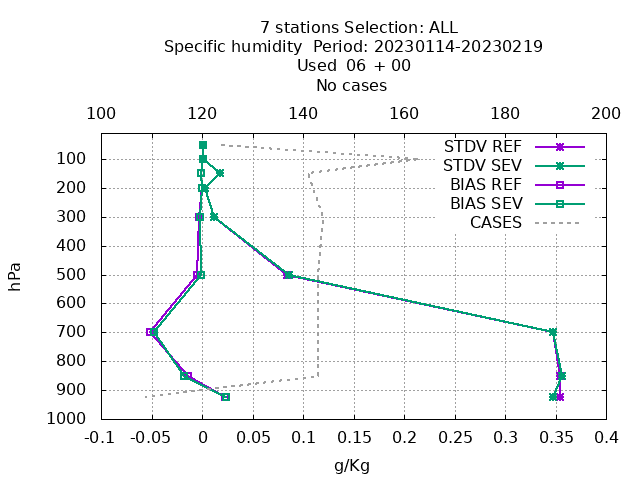 7 stations Selection: ALL
Specific humidity  Period: 20230114-20230219
Used  06 + 00
No cases
100 120 140 160 180 200
STDV REF
STDV SEV
BIAS REF
BIAS SEV
CASES
hPa
100
200
300
400
500
600
700
800
900
1000
-0.1 -0.05 0 0.05 0.1 0.15 0.2 0.25 0.3 0.35 0.4
g/Kg